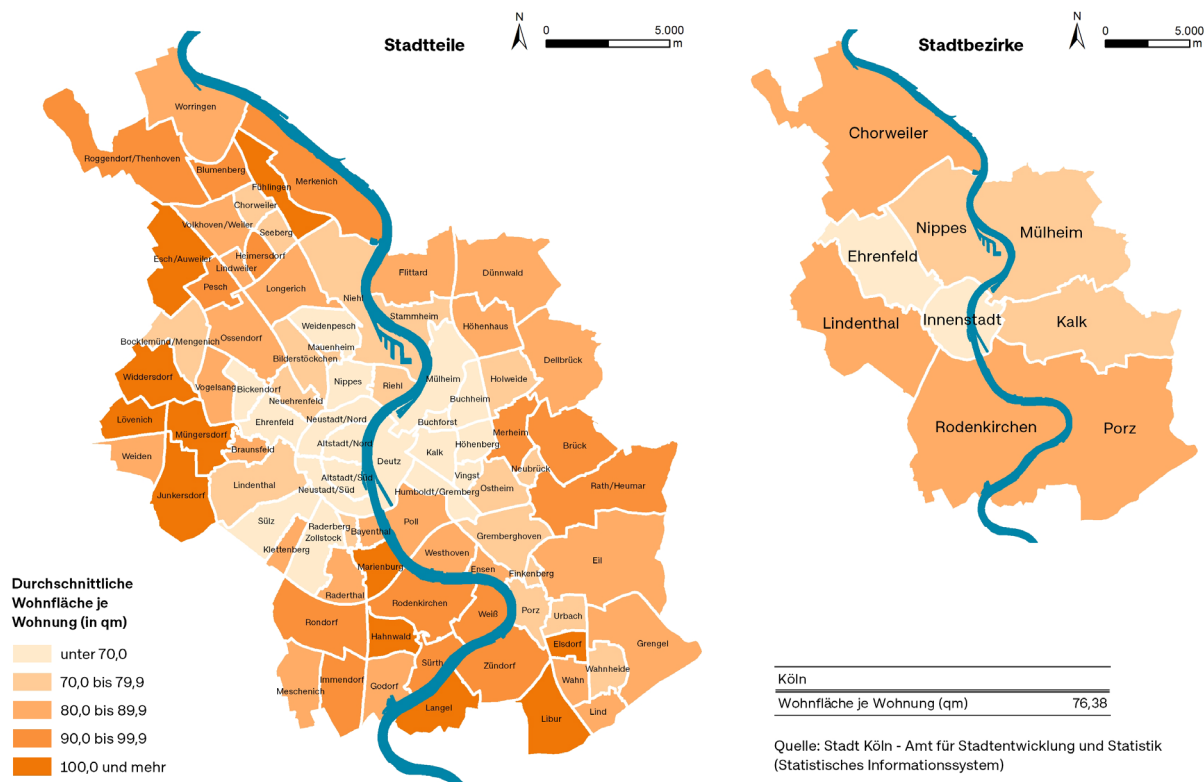 Stadtteile
N
0
5.000
m
Worringen
Roggendorf/Thenhoven
Blumenberg
Fühlingen
Merkenich
Chorweiler
Volkhoven/Weiler
Seeberg
Esch/Auweiler
Heimersdorf
Lindweiler
Pesch
Longerich
Niehl
Flittard
Dünnwald
Stammheim
Weidenpesch
Höhenhaus
Bocklemünd/Mengenich
Ossendorf
Mauenheim
Bilderstöckchen
Dellbrück
Widdersdorf
Vogelsang
Bickendorf
Nippes
Riehl
Mülheim
Holweide
Neuehrenfeld
Buchheim
Lövenich
Ehrenfeld
Neustadt/Nord
Buchforst
Müngersdorf
Merheim
Altstadt/Nord
Höhenberg
Brück
Weiden
Braunsfeld
Kalk
Deutz
Neubrück
Vingst
Altstadt/Süd
Lindenthal
Neustadt/Süd
Humboldt/Gremberg
Ostheim
Rath/Heumar
Junkersdorf
Sülz
Raderberg
Poll
Bayenthal
Zollstock
Gremberghoven
Klettenberg
Westhoven
Eil
Marienburg
Ensen
Finkenberg
Raderthal
Rodenkirchen
Weiß
Porz
Urbach
Rondorf
Hahnwald
Eisdorf
Grengel
Sürth
Zündorf
Wahnheide
Immendorf
Wahn
Meschenich
Godorf
Langel
Libur
Lind
Durchschnittliche
Wohnfläche je
Wohnung (in qm)
unter 70,0
70,0 bis 79,9
80,0 bis 89,9
90,0 bis 99,9
100,0 und mehr
Stadtbezirke
N
0
5.000
m
Chorweiler
Nippes
Mülheim
Ehrenfeld
Lindenthal
Innenstadt
Kalk
Rodenkirchen
Porz
Köln
Wohnfläche je Wohnung (qm) 76,38
Quelle: Stadt Köln - Amt für Stadtentwicklung und Statistik
(Statistisches Informationssystem)